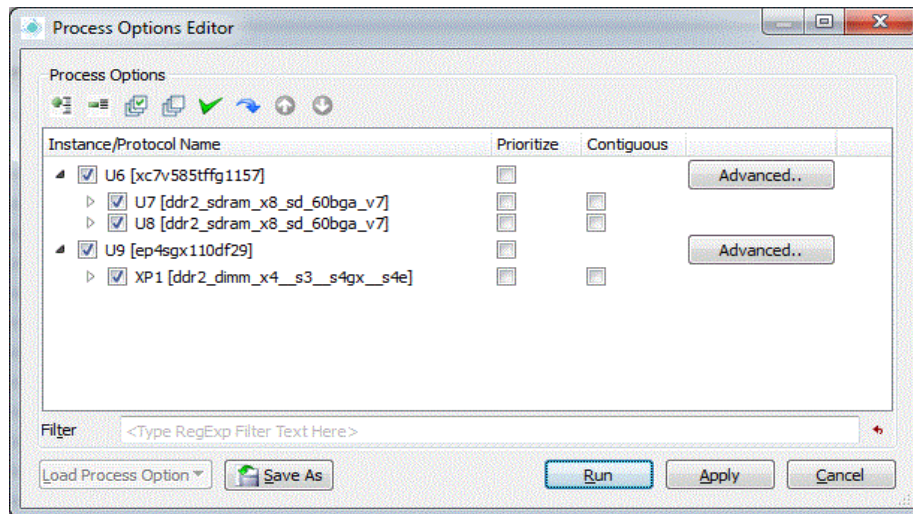 Process Options Editor
Process Options
Instance/Protocol Name Prioritize Contiguous
U6 [xc7v585tffg1157] Advanced..
U7 [ddr2_sdram_x8_sd_60bga_v7]
U8 [ddr2_sdram_x8_sd_60bga_v7]
U9 [ep4sgx110df29] Advanced..
XP1 [ddr2_dimm_x4__s3__s4gx__s4e]
Filter <Type RegExp Filter Text Here>
Load Process Option Save As Run Apply Cancel